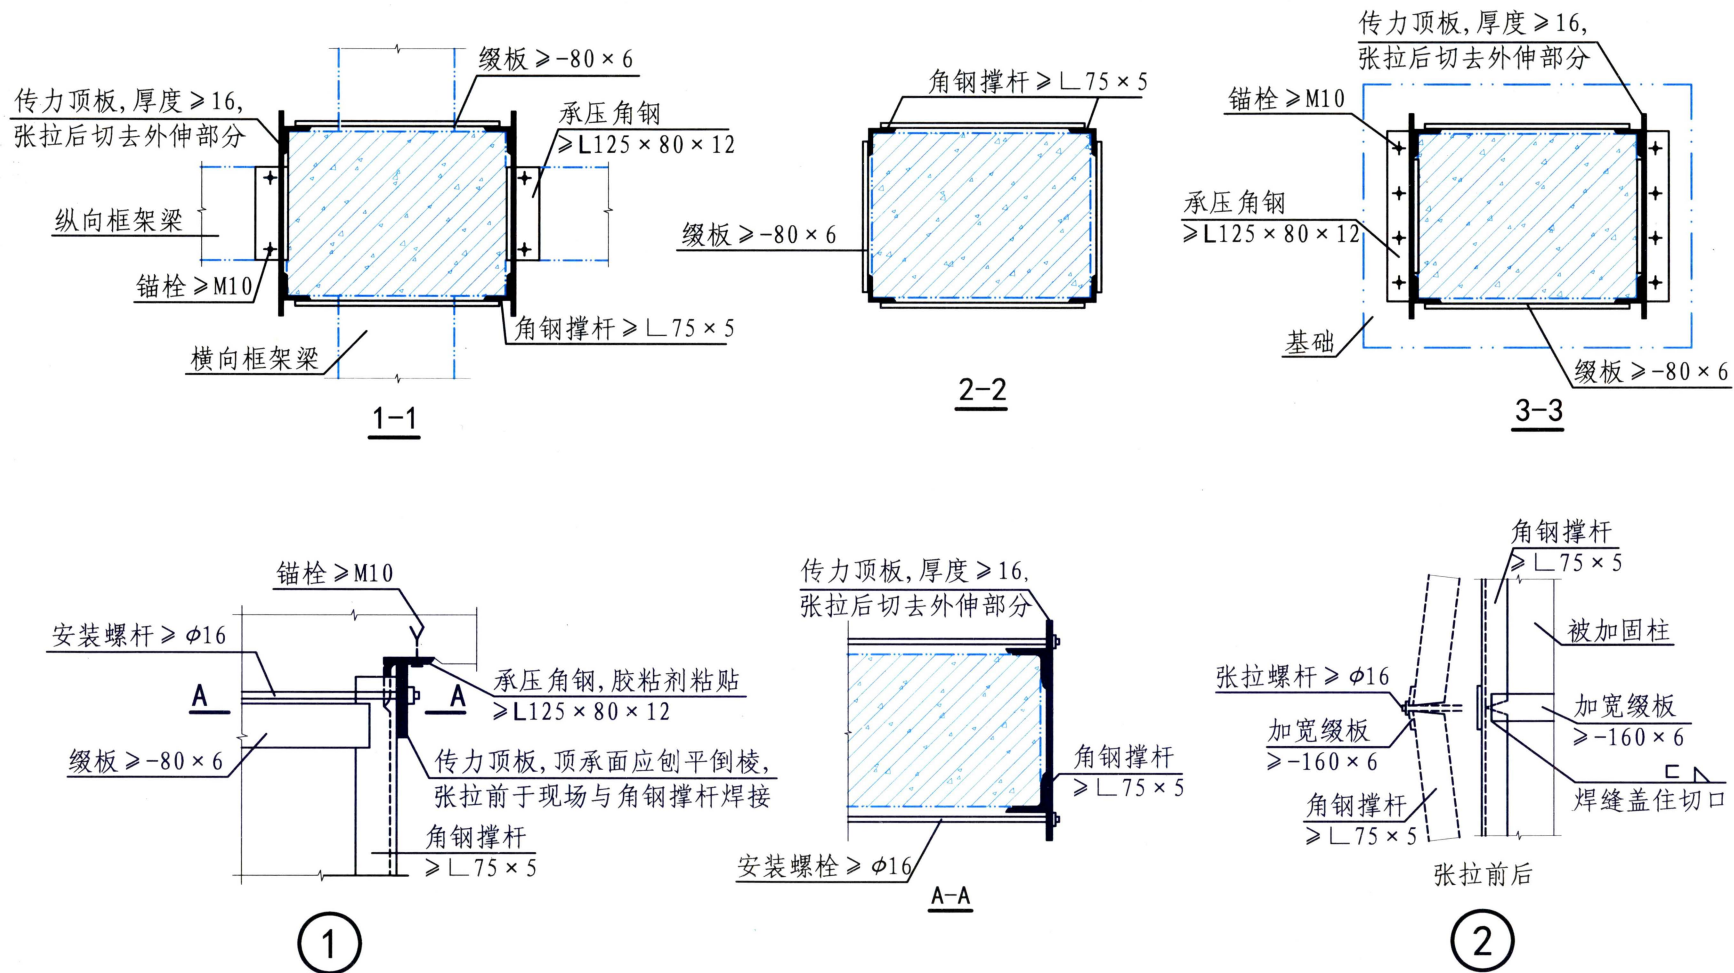 缀板≥-80×6
传力顶板,厚度≥16,
张拉后切去外伸部分
承压角钢
≥L125×80×12
纵向框架梁
锚栓≥M10
角钢撑杆≥∟75×5
横向框架梁
1-1
角钢撑杆≥∟75×5
缀板≥-80×6
2-2
传力顶板,厚度≥16,
张拉后切去外伸部分
锚栓≥M10
承压角钢
≥L125×80×12
基础
缀板≥-80×6
3-3
锚栓≥M10
安装螺杆≥φ16
A
A
承压角钢,胶粘剂粘贴
≥L125×80×12
缀板≥-80×6
传力顶板,顶承面应刨平倒棱,
张拉前于现场与角钢撑杆焊接
角钢撑杆
≥∟75×5
1
传力顶板,厚度≥16,
张拉后切去外伸部分
角钢撑杆
≥∟75×5
安装螺栓≥φ16
A-A
角钢撑杆
≥∟75×5
被加固柱
张拉螺杆≥φ16
加宽缀板
≥-160×6
加宽缀板
≥-160×6
焊缝盖住切口
角钢撑杆
≥∟75×5
张拉前后
2